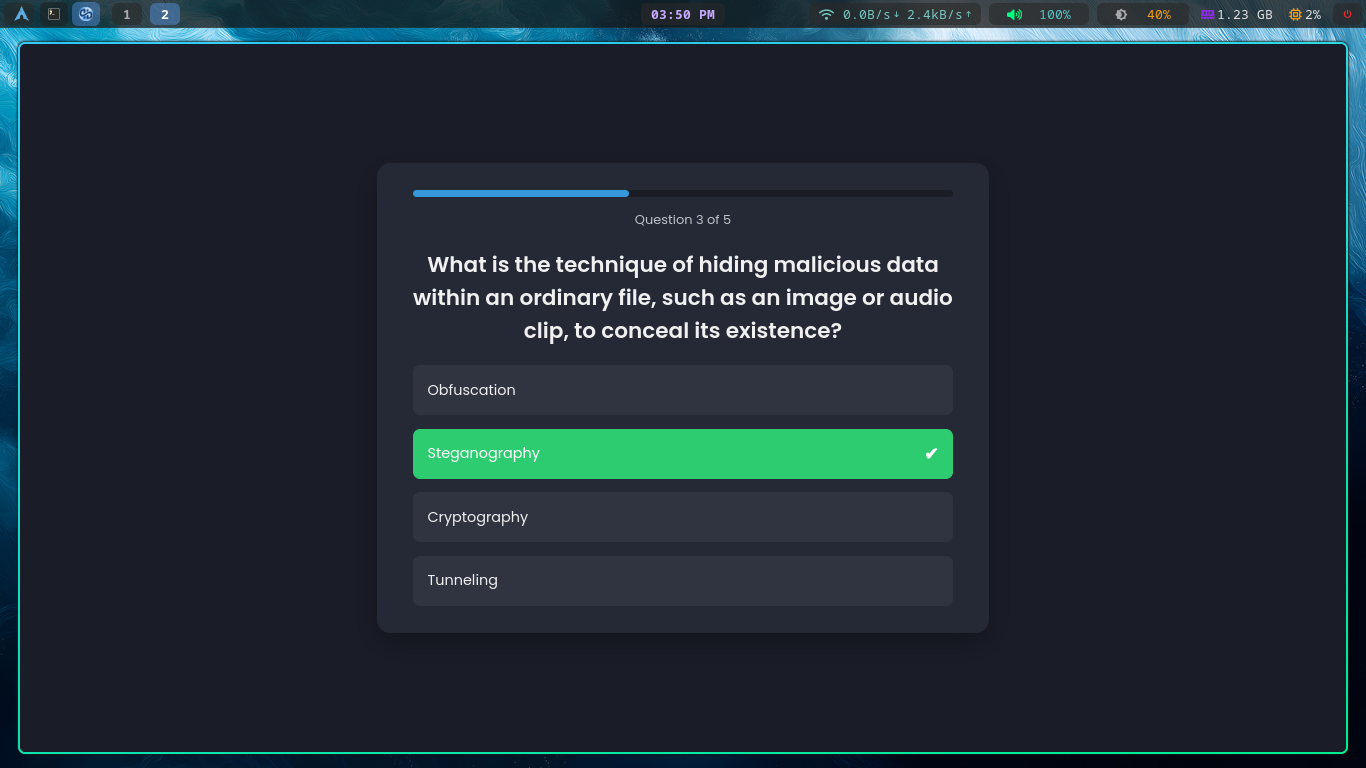 1 2 03:50 PM 0.0B/s↓ 2.4kB/s↑ 100% 40% 1.23 GB 2%
Question 3 of 5
What is the technique of hiding malicious data
within an ordinary file, such as an image or audio
clip, to conceal its existence?
Obfuscation
Steganography ✔
Cryptography
Tunneling